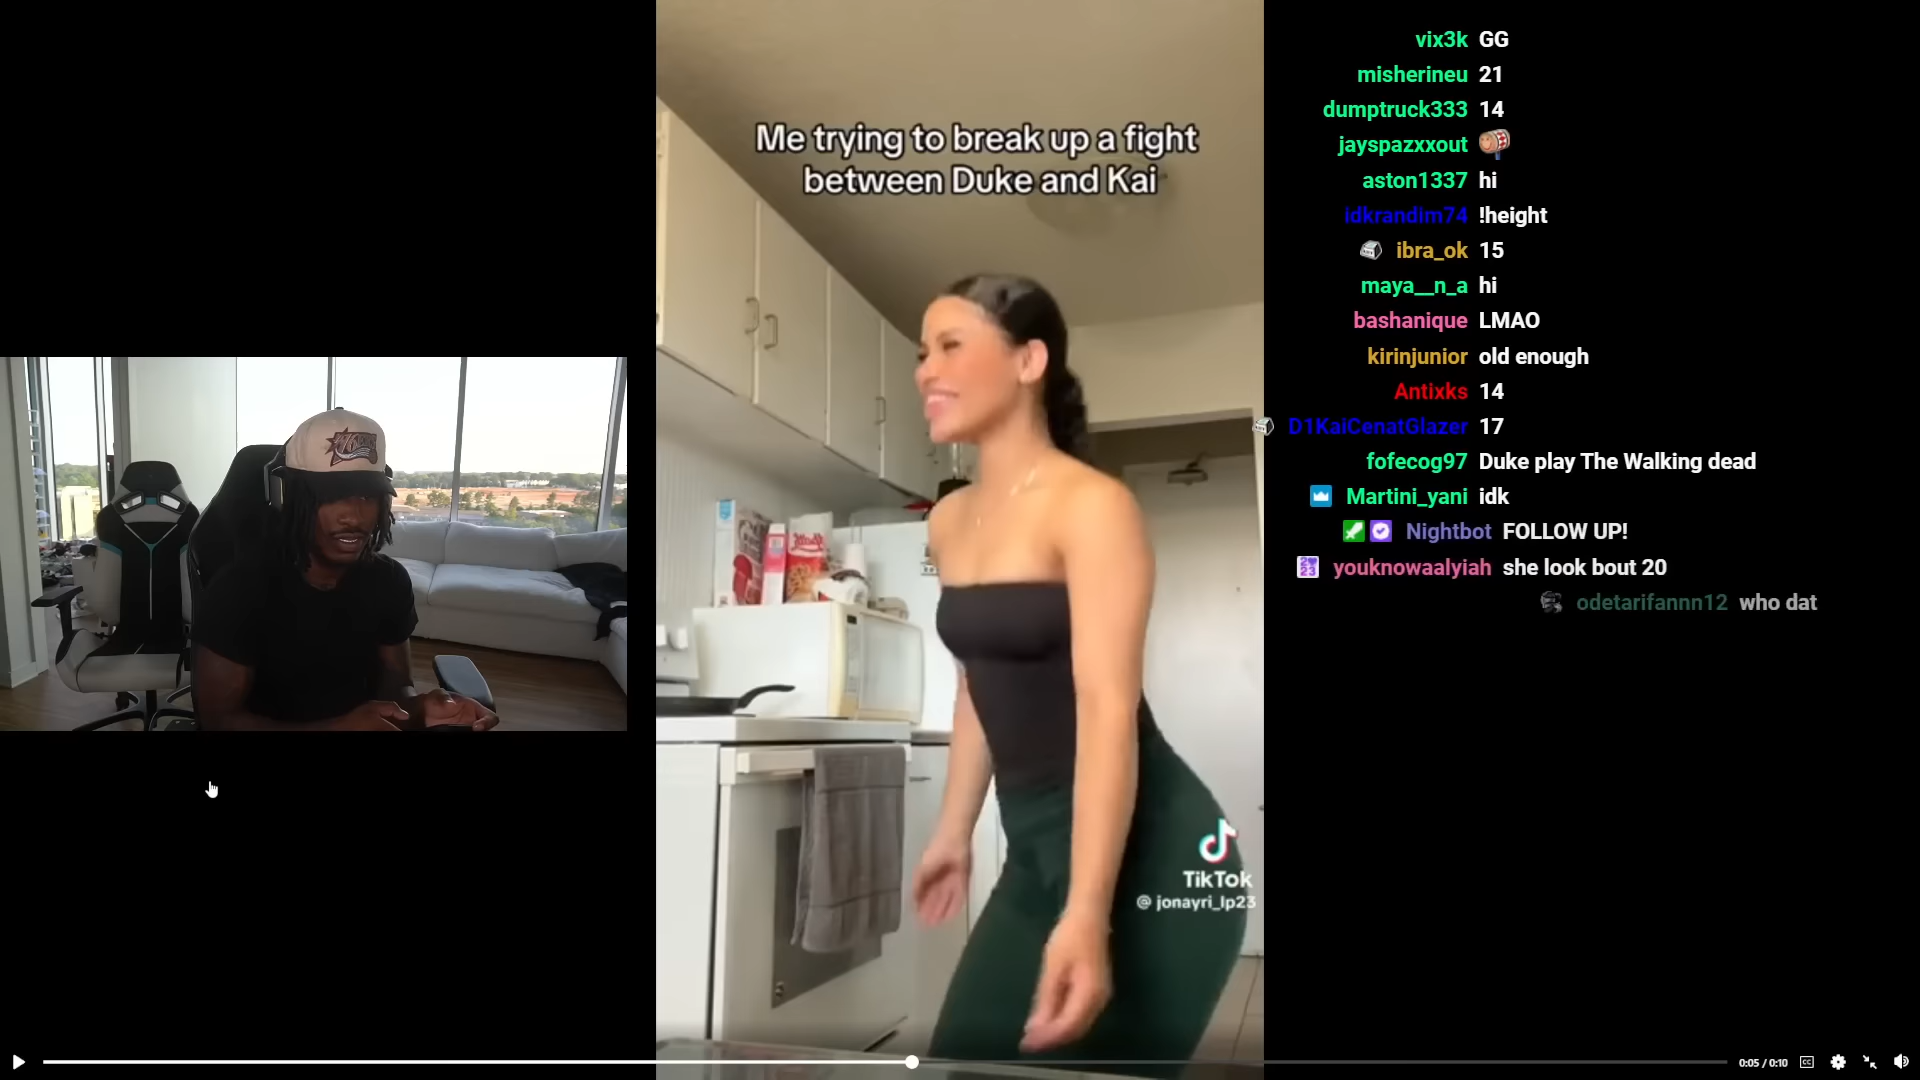 Me trying to break up a fight
between Duke and Kai
TikTok
@ jonayri_lp23
vix3k GG
misherineu 21
dumptruck333 14
jayspazxxout
aston1337 hi
idkrandim74 !height
ibra_ok 15
maya__n_a hi
bashanique LMAO
kirinjunior old enough
Antixks 14
D1KaiCenatGlazer 17
fofecog97 Duke play The Walking dead
Martini_yani idk
Nightbot FOLLOW UP!
youknowaalyiah she look bout 20
odetarifannn12 who dat
0:05 / 0:10